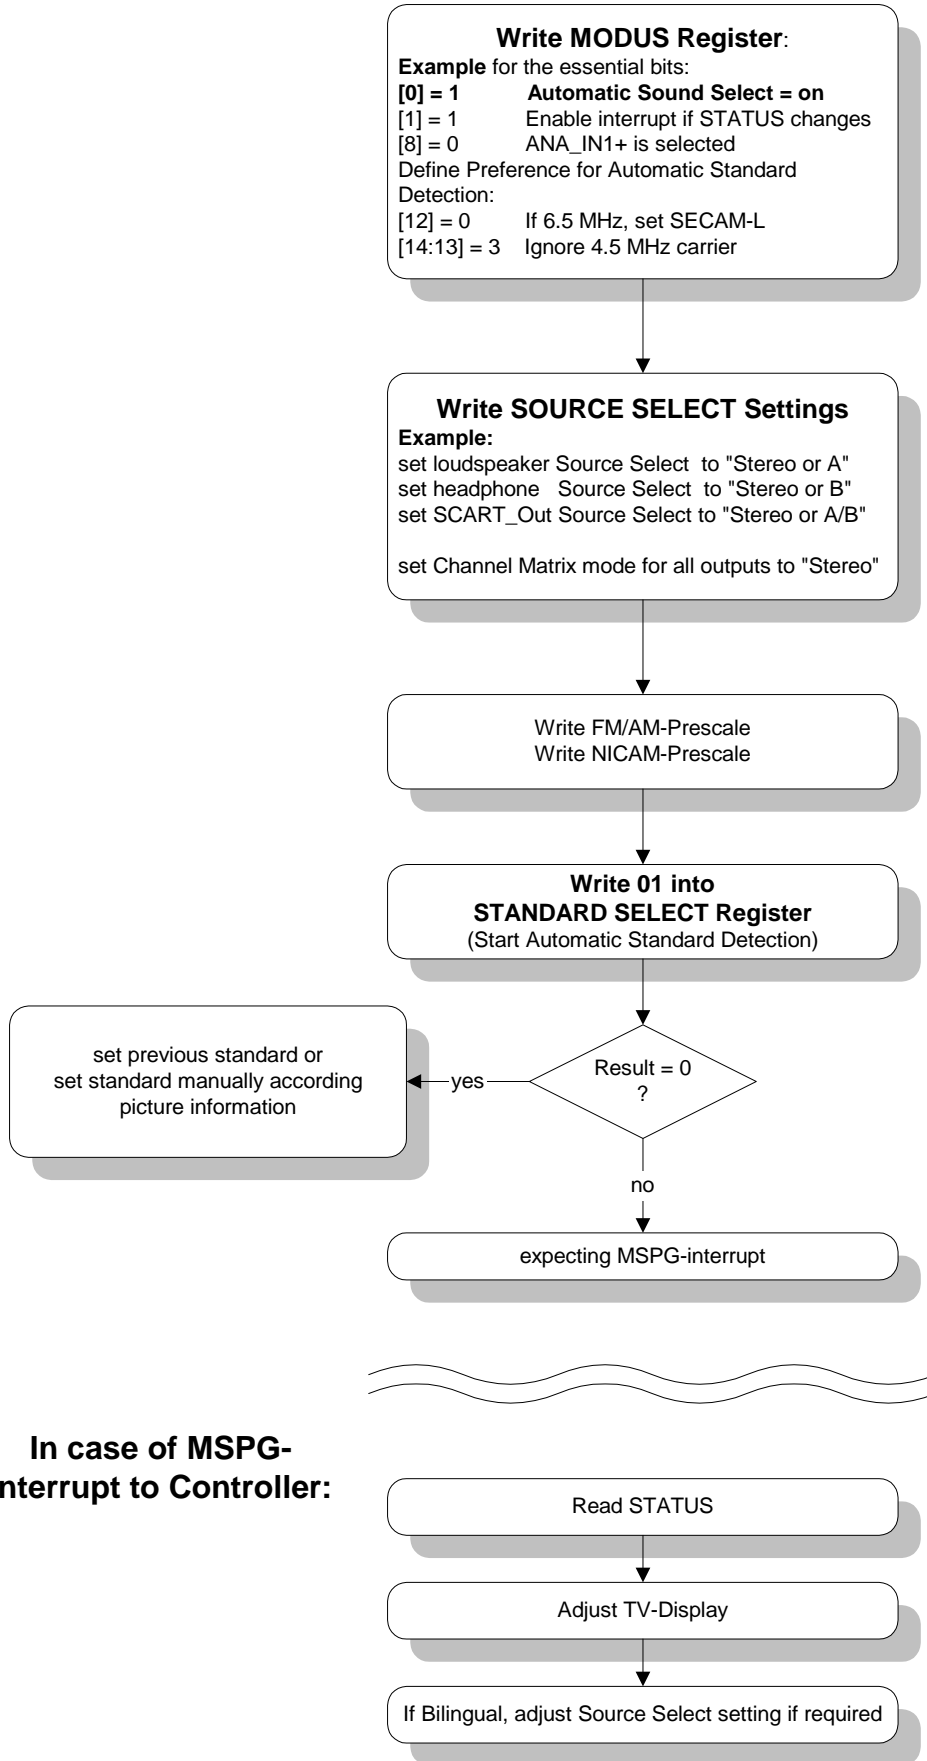 Write MODUS Register:
Example for the essential bits:
[0] = 1 Automatic Sound Select = on
[1] = 1 Enable interrupt if STATUS changes
[8] = 0 ANA_IN1+ is selected
Define Preference for Automatic Standard
Detection:
[12] = 0 If 6.5 MHz, set SECAM-L
[14:13] = 3 Ignore 4.5 MHz carrier
Write SOURCE SELECT Settings
Example:
set loudspeaker Source Select to "Stereo or A"
set headphone Source Select to "Stereo or B"
set SCART_Out Source Select to "Stereo or A/B"
set Channel Matrix mode for all outputs to "Stereo"
Write FM/AM-Prescale
Write NICAM-Prescale
Write 01 into
STANDARD SELECT Register
(Start Automatic Standard Detection)
Result = 0
?
yes
set previous standard or
set standard manually according
picture information
no
expecting MSPG-interrupt
In case of MSPG-
nterrupt to Controller:
Read STATUS
Adjust TV-Display
If Bilingual, adjust Source Select setting if required